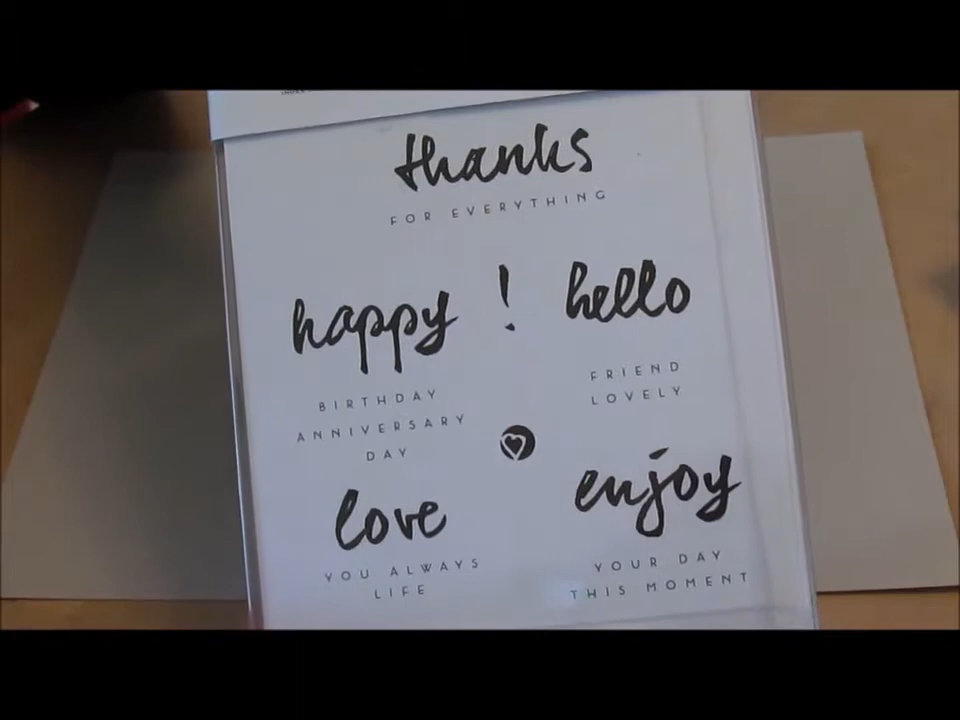 thanks
FOR EVERYTHING
happy ! hello
BIRTHDAY
ANNIVERSARY
DAY
FRIEND
LOVELY
love
YOU ALWAYS
LIFE
enjoy
YOUR DAY
THIS MOMENT